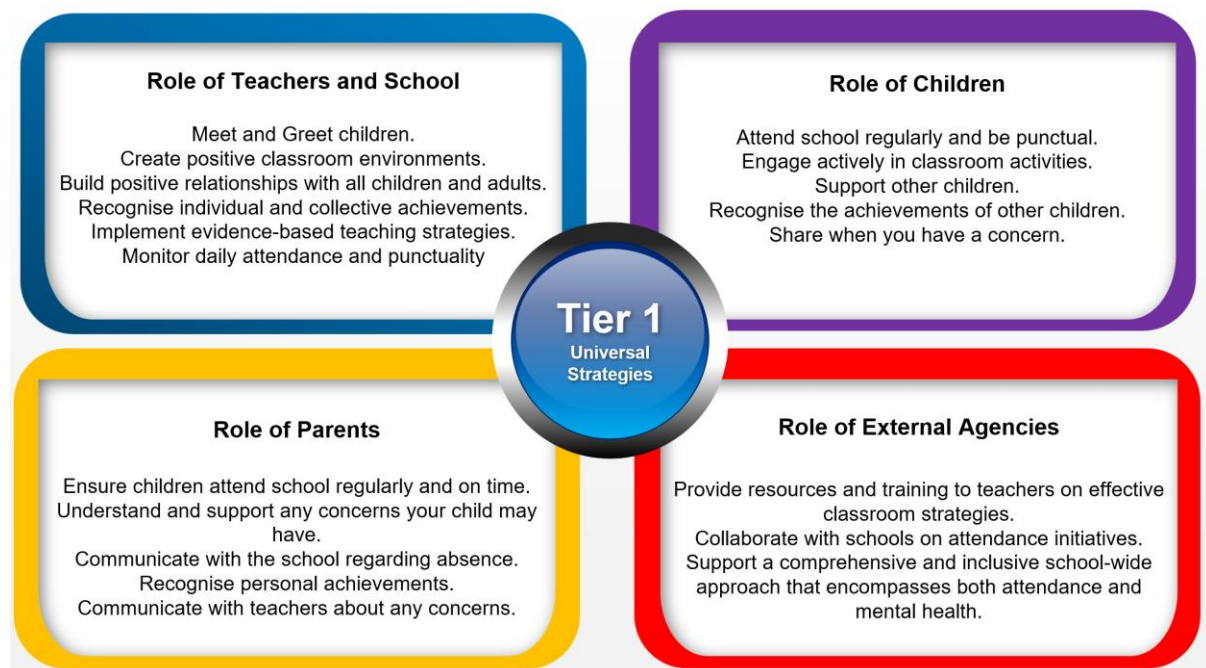 Role of Teachers and School
Meet and Greet children.
Create positive classroom environments.
Build positive relationships with all children and adults.
Recognise individual and collective achievements.
Implement evidence-based teaching strategies.
Monitor daily attendance and punctuality
Role of Children
Attend school regularly and be punctual.
Engage actively in classroom activities.
Support other children.
Recognise the achievements of other children.
Share when you have a concern.
Tier 1
Universal
Strategies
Role of Parents
Ensure children attend school regularly and on time.
Understand and support any concerns your child may
have.
Communicate with the school regarding absence.
Recognise personal achievements.
Communicate with teachers about any concerns.
Role of External Agencies
Provide resources and training to teachers on effective
classroom strategies.
Collaborate with schools on attendance initiatives.
Support a comprehensive and inclusive school-wide
approach that encompasses both attendance and
mental health.